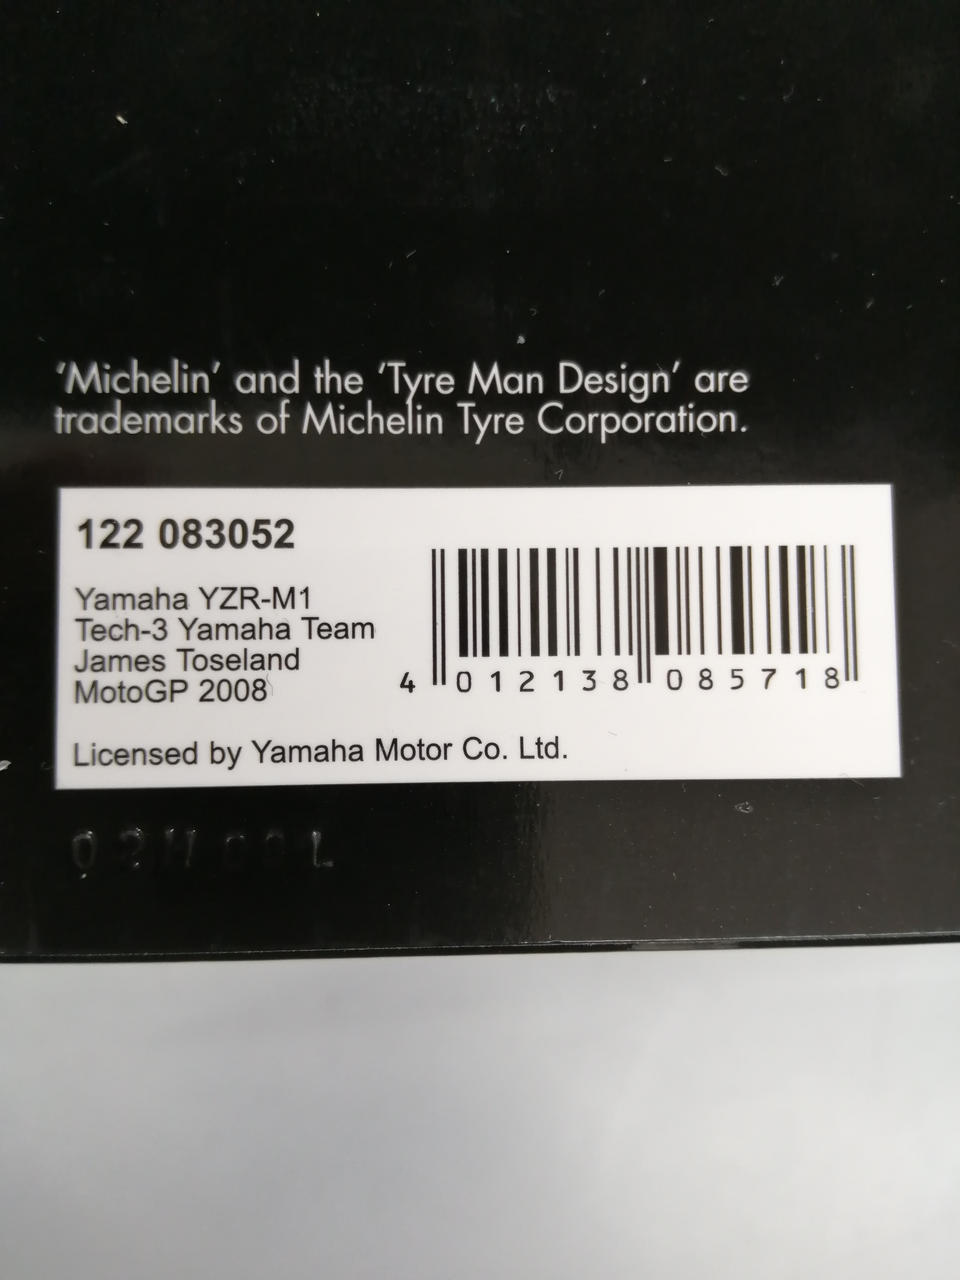 'Michelin' and the 'Tyre Man Design' are
trademarks of Michelin Tyre Corporation.
122 083052
Yamaha YZR-M1
Tech-3 Yamaha Team
James Toseland
MotoGP 2008
4 012138 085718
Licensed by Yamaha Motor Co. Ltd.